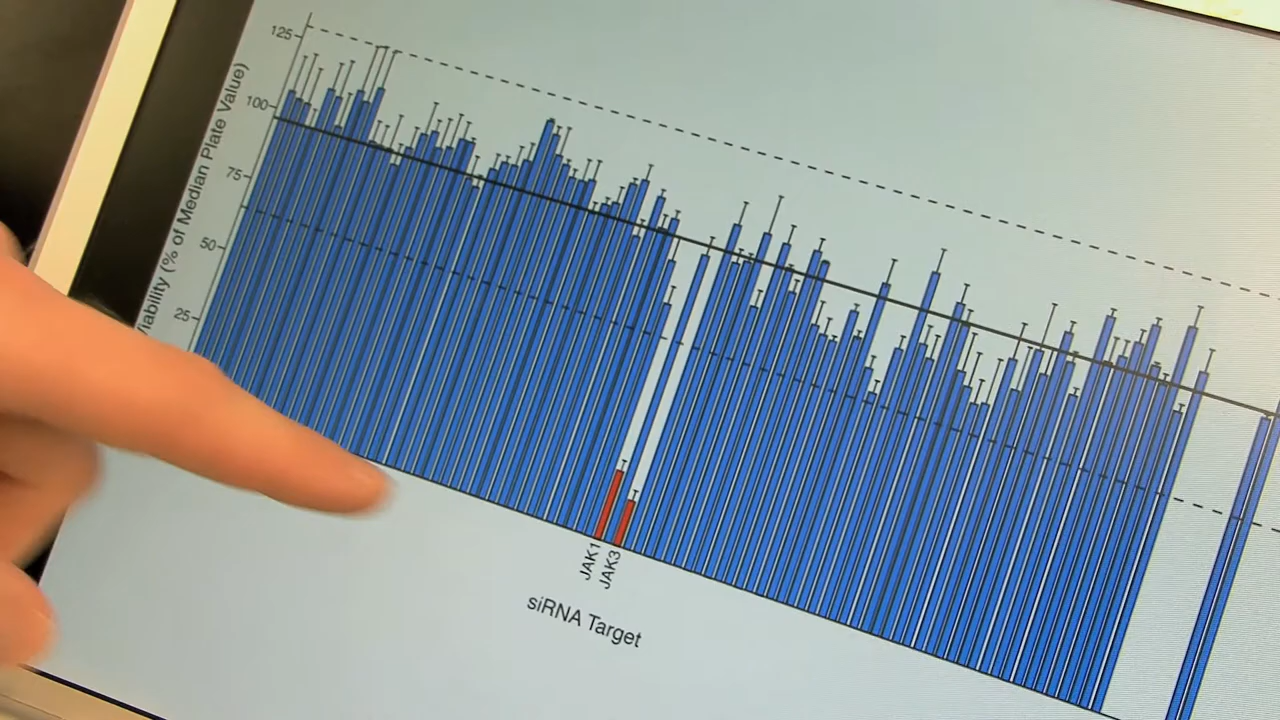 125
100
75
50
25
Viability (% of Median Plate Value)
JAK1
JAK3
siRNA Target